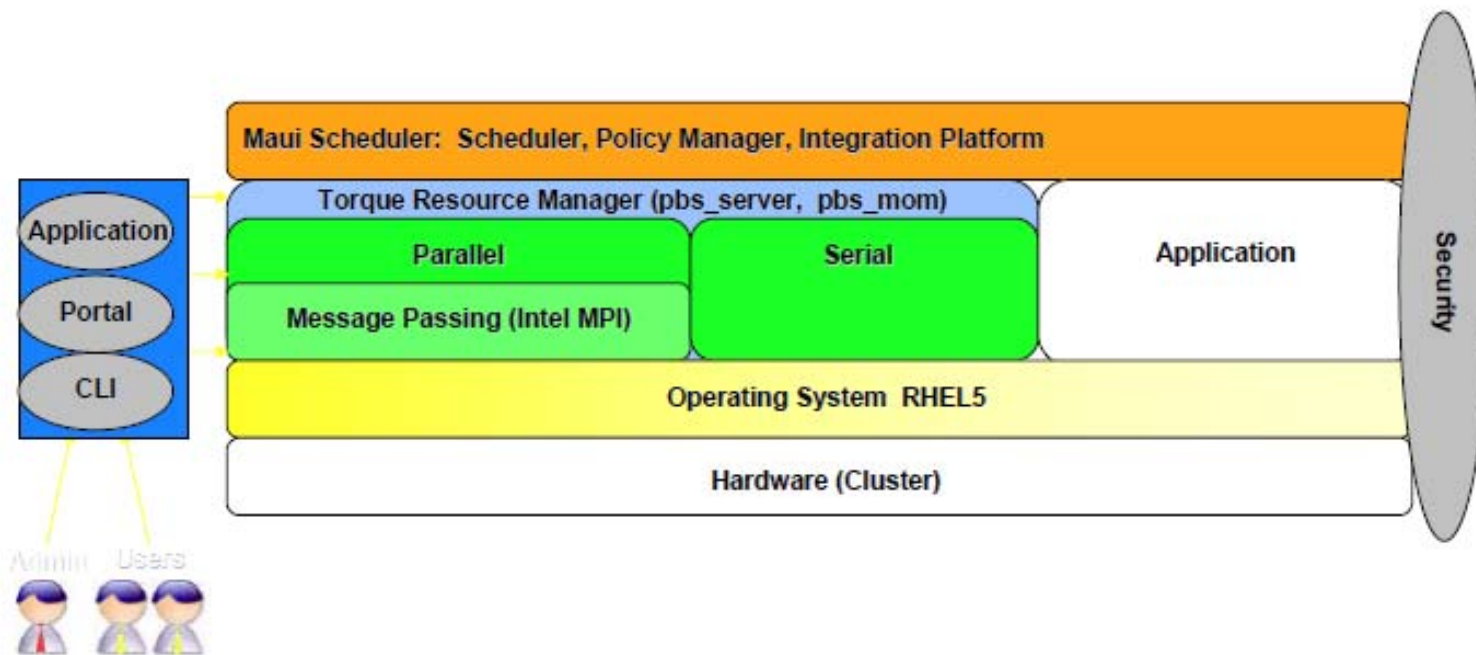 Maui Scheduler: Scheduler, Policy Manager, Integration Platform
Torque Resource Manager (pbs_server, pbs_mom)
Application
Portal
CLI
Parallel
Serial
Application
Message Passing (Intel MPI)
Operating System RHEL5
Hardware (Cluster)
Security
Admin Users